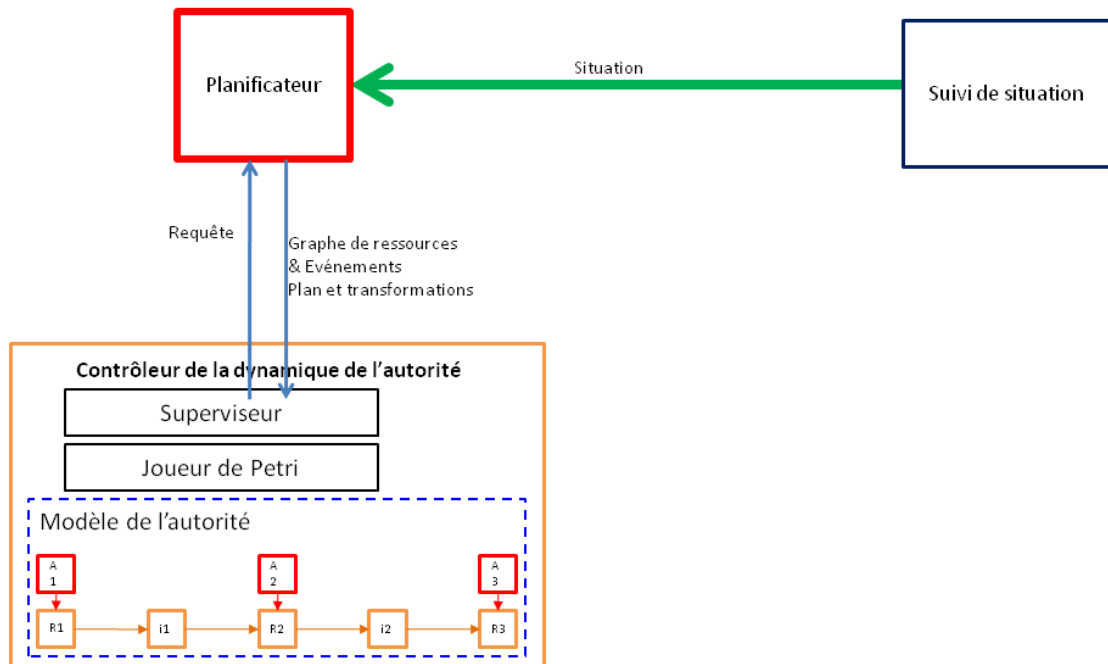 Planificateur
Situation
Suivi de situation
Requête
Graphe de ressources
& Evénements
Plan et transformations
Contrôleur de la dynamique de l'autorité
Superviseur
Joueur de Petri
Modèle de l'autorité
A
1
A
2
A
3
R1
i1
R2
i2
R3